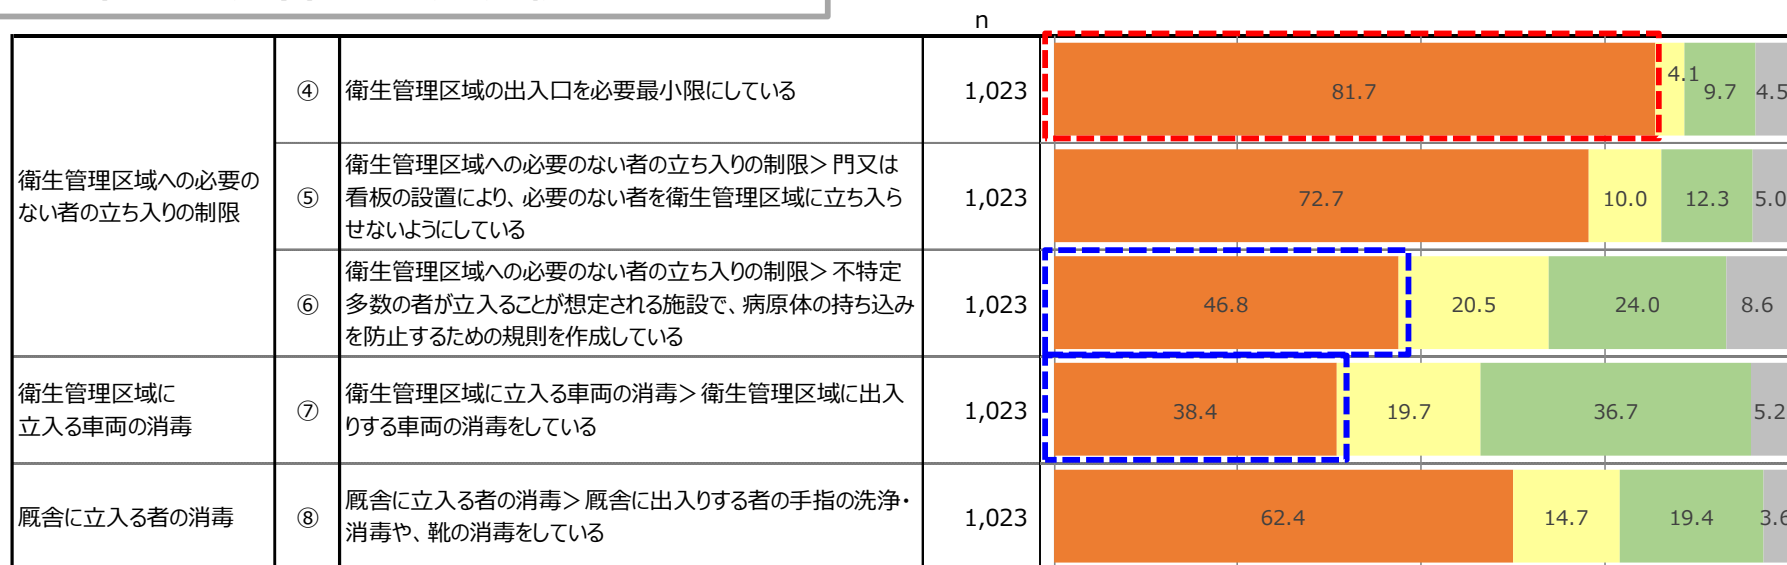 n
衛生管理区域への必要の
ない者の立ち入りの制限
④
衛生管理区域の出入口を必要最小限にしている
1,023
81.7
4.1
9.7
4.5
⑤
衛生管理区域への必要のない者の立ち入りの制限＞門又は
看板の設置により、必要のない者を衛生管理区域に立ち入ら
せないようにしている
1,023
72.7
10.0
12.3
5.0
⑥
衛生管理区域への必要のない者の立ち入りの制限＞不特定
多数の者が立入ることが想定される施設で、病原体の持ち込み
を防止するための規則を作成している
1,023
46.8
20.5
24.0
8.6
衛生管理区域に
立入る車両の消毒
⑦
衛生管理区域に立入る車両の消毒＞衛生管理区域に出入
りする車両の消毒をしている
1,023
38.4
19.7
36.7
5.2
厩舎に立入る者の消毒
⑧
厩舎に立入る者の消毒＞厩舎に出入りする者の手指の洗浄・
消毒や、靴の消毒をしている
1,023
62.4
14.7
19.4
3.6